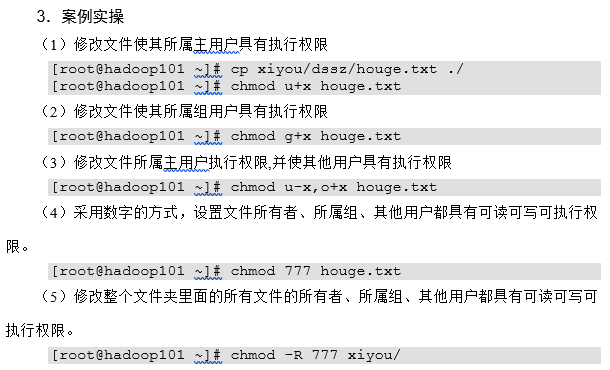 3．案例实操
（1）修改文件使其所属主用户具有执行权限
[root@hadoop101 ~]# cp xiyou/dssz/houge.txt ./
[root@hadoop101 ~]# chmod u+x houge.txt
（2）修改文件使其所属组用户具有执行权限
[root@hadoop101 ~]# chmod g+x houge.txt
（3）修改文件所属主用户执行权限,并使其他用户具有执行权限
[root@hadoop101 ~]# chmod u-x,o+x houge.txt
（4）采用数字的方式，设置文件所有者、所属组、其他用户都具有可读可写可执行权
限。
[root@hadoop101 ~]# chmod 777 houge.txt
（5）修改整个文件夹里面的所有文件的所有者、所属组、其他用户都具有可读可写可
执行权限。
[root@hadoop101 ~]# chmod -R 777 xiyou/